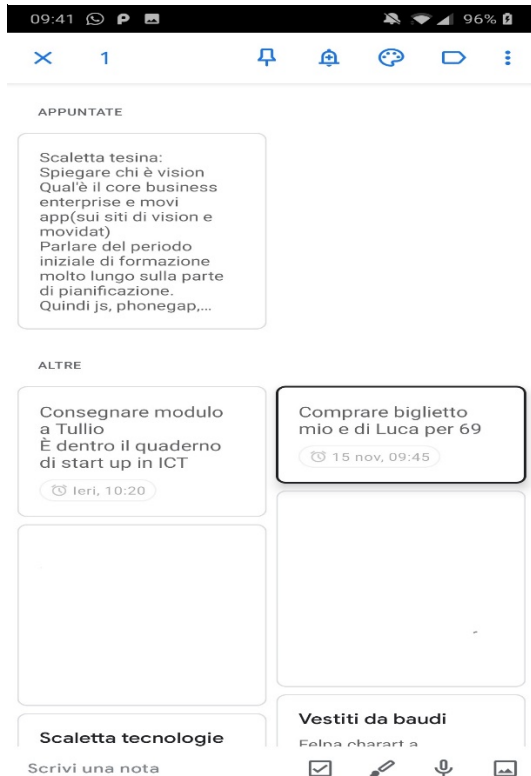 09:41 96%
1
APPUNTATE
Scaletta tesina:
Spiegare chi è vision
Qual'è il core business
enterprise e movi
app(sui siti di vision e
movidat)
Parlare del periodo
iniziale di formazione
molto lungo sulla parte
di pianificazione.
Quindi js, phonegap,...
ALTRE
Consegnare modulo
a Tullio
È dentro il quaderno
di start up in ICT
Ieri, 10:20
Comprare biglietto
mio e di Luca per 69
15 nov, 09:45
Scaletta tecnologie
Vestiti da baudi
Felpa charart a
Scrivi una nota